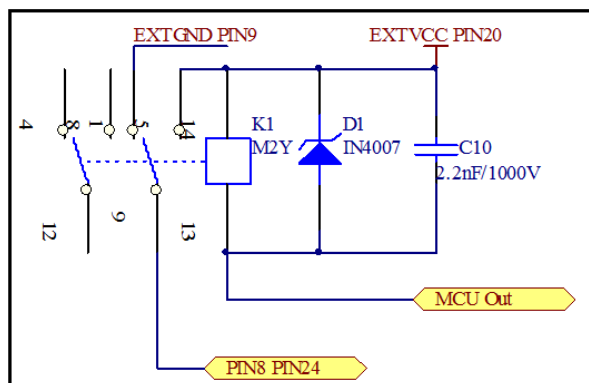 EXTGND PIN9
EXTVCC PIN20
4
8
1
5
14
K1
M2Y
D1
IN4007
C10
2.2nF/1000V
12
9
13
MCU Out
PIN8 PIN24